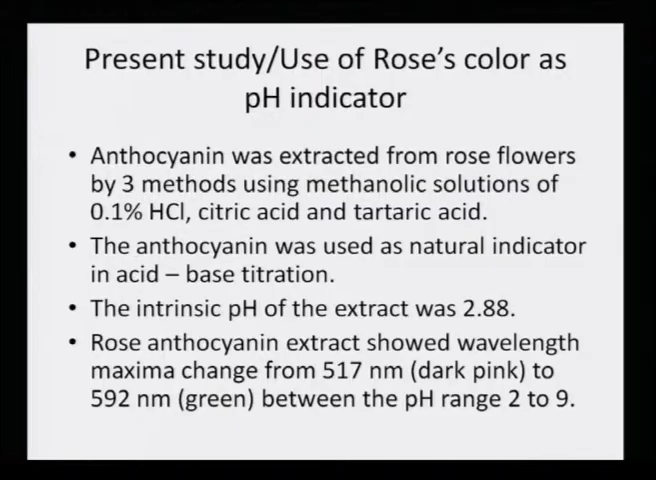 Present study/Use of Rose's color as
pH indicator
• Anthocyanin was extracted from rose flowers
by 3 methods using methanolic solutions of
0.1% HCl, citric acid and tartaric acid.
• The anthocyanin was used as natural indicator
in acid – base titration.
• The intrinsic pH of the extract was 2.88.
• Rose anthocyanin extract showed wavelength
maxima change from 517 nm (dark pink) to
592 nm (green) between the pH range 2 to 9.